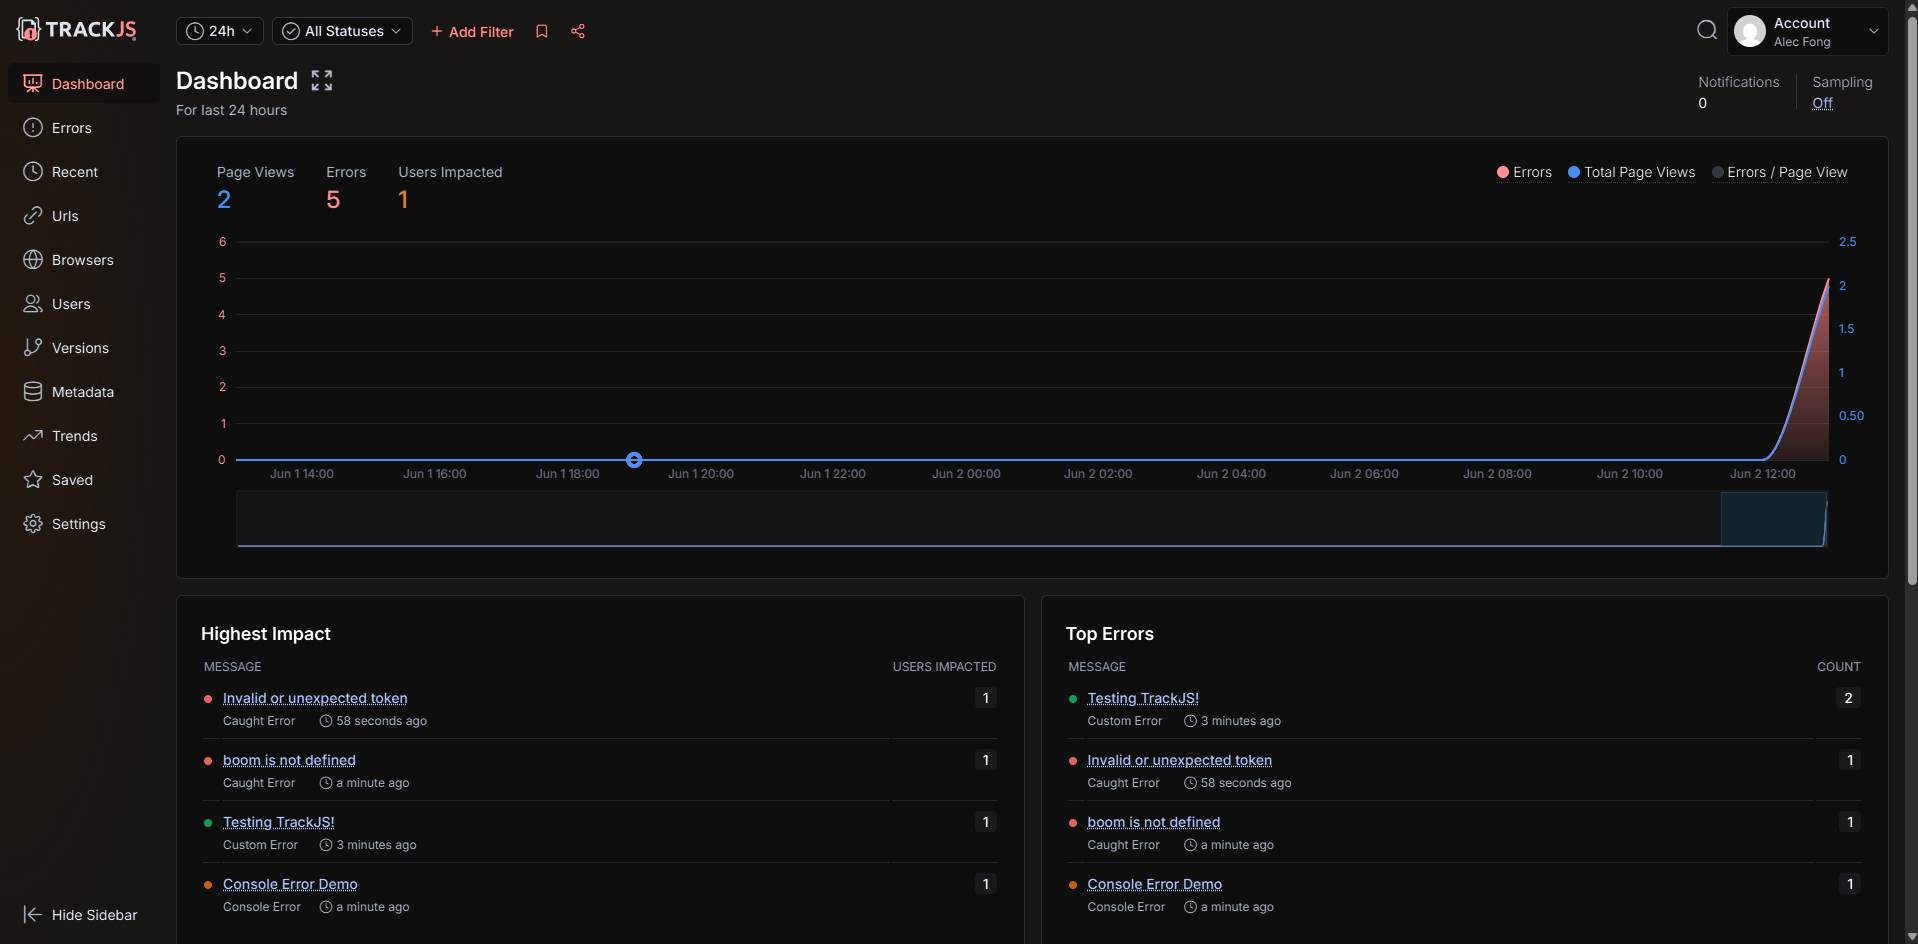 TRACKJS
24h
All Statuses
+ Add Filter
Account
Alec Fong
Dashboard
Errors
Recent
Urls
Browsers
Users
Versions
Metadata
Trends
Saved
Settings
Hide Sidebar
Dashboard
For last 24 hours
Notifications
0
Sampling
Off
Page Views
2
Errors
5
Users Impacted
1
Errors
Total Page Views
Errors / Page View
6
5
4
3
2
1
0
2.5
2
1.5
1
0.50
0
Jun 1 14:00
Jun 1 16:00
Jun 1 18:00
Jun 1 20:00
Jun 1 22:00
Jun 2 00:00
Jun 2 02:00
Jun 2 04:00
Jun 2 06:00
Jun 2 08:00
Jun 2 10:00
Jun 2 12:00
Highest Impact
MESSAGE USERS IMPACTED
Invalid or unexpected token 1
Caught Error 58 seconds ago
boom is not defined 1
Caught Error a minute ago
Testing TrackJS! 1
Custom Error 3 minutes ago
Console Error Demo 1
Console Error a minute ago
Top Errors
MESSAGE COUNT
Testing TrackJS! 2
Custom Error 3 minutes ago
Invalid or unexpected token 1
Caught Error 58 seconds ago
boom is not defined 1
Caught Error a minute ago
Console Error Demo 1
Console Error a minute ago